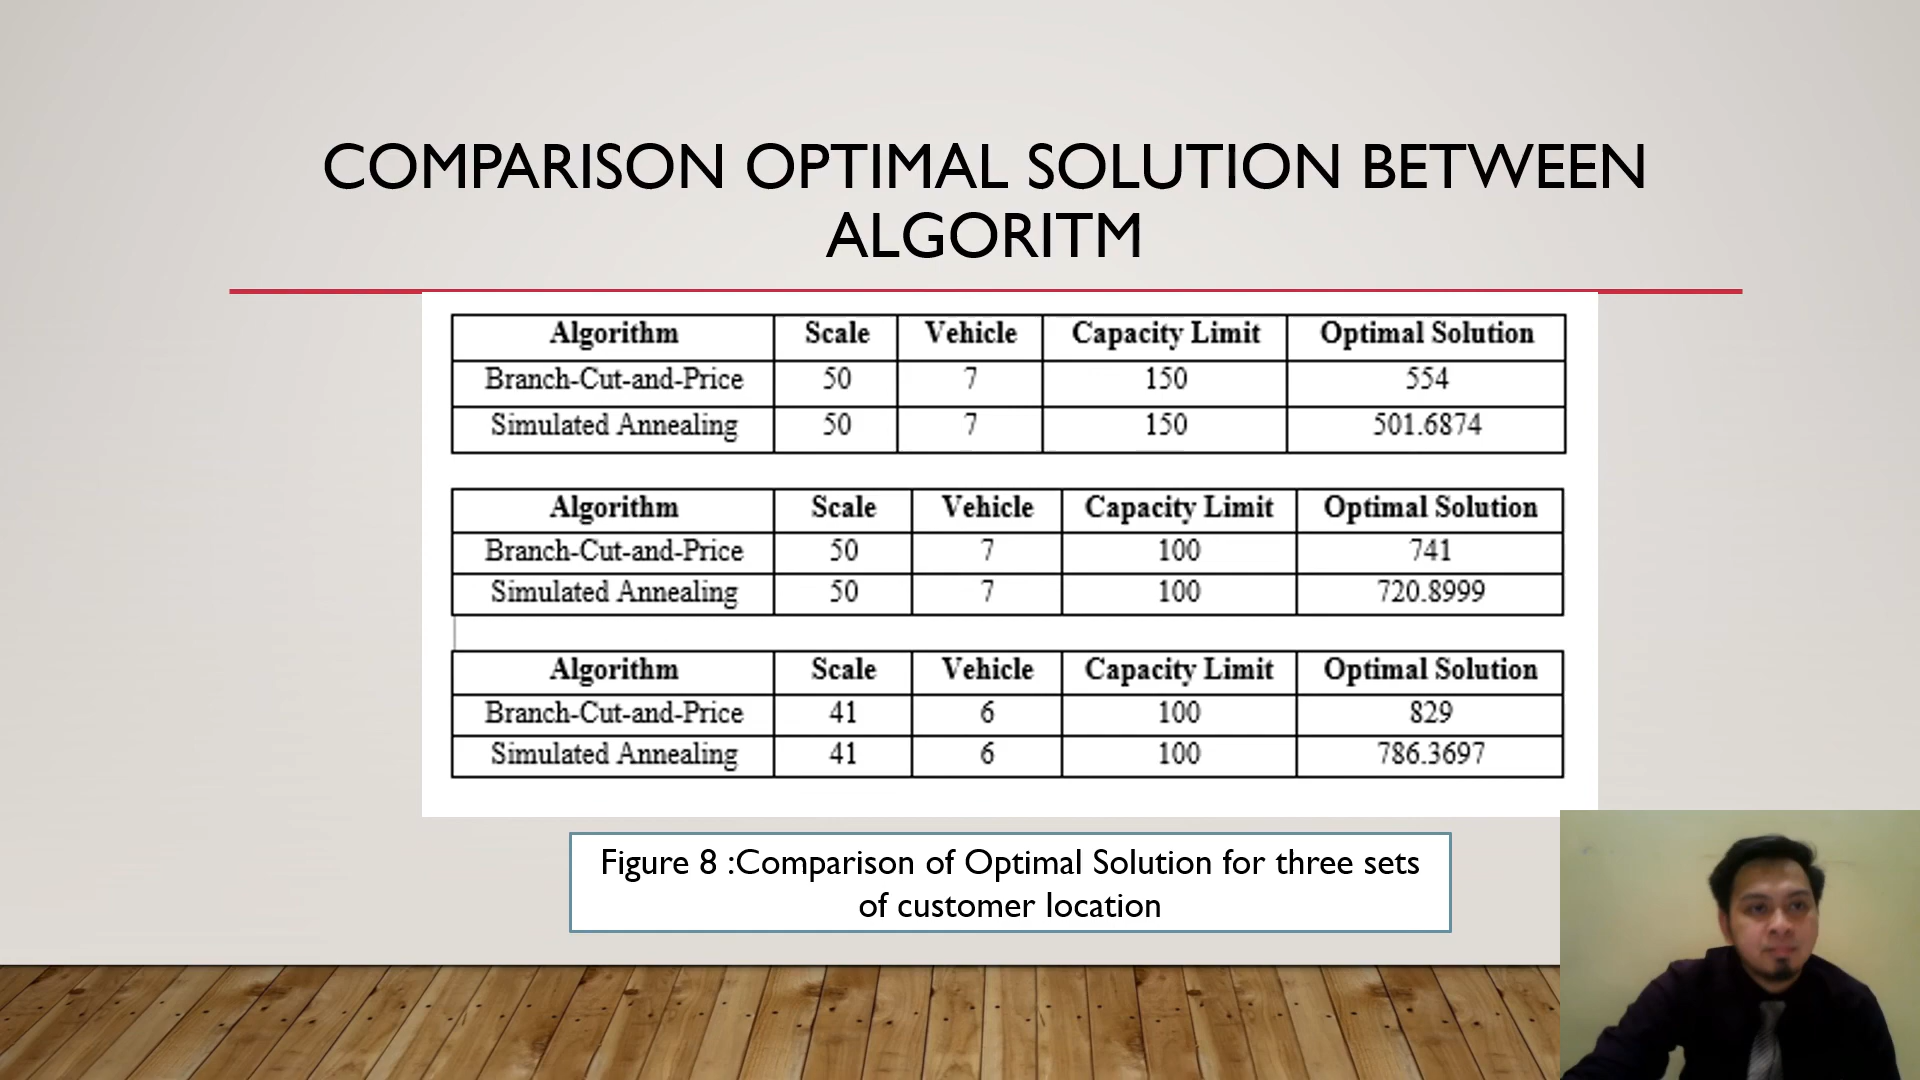 COMPARISON OPTIMAL SOLUTION BETWEEN
ALGORITM
Algorithm Scale Vehicle Capacity Limit Optimal Solution
Branch-Cut-and-Price 50 7 150 554
Simulated Annealing 50 7 150 501.6874
Algorithm Scale Vehicle Capacity Limit Optimal Solution
Branch-Cut-and-Price 50 7 100 741
Simulated Annealing 50 7 100 720.8999
Algorithm Scale Vehicle Capacity Limit Optimal Solution
Branch-Cut-and-Price 41 6 100 829
Simulated Annealing 41 6 100 786.3697
Figure 8 :Comparison of Optimal Solution for three sets
of customer location